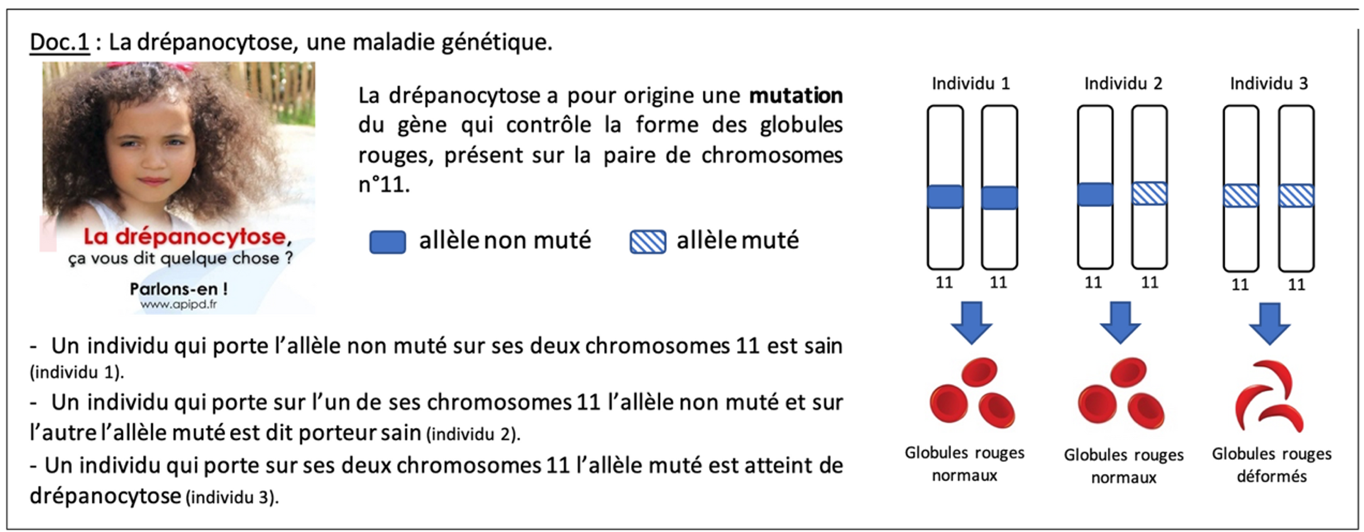 Doc.1 : La drépanocytose, une maladie génétique.
La drépanocytose,
ça vous dit quelque chose ?
Parlons-en !
www.apipd.fr
La drépanocytose a pour origine une mutation
du gène qui contrôle la forme des globules
rouges, présent sur la paire de chromosomes
n°11.
allèle non muté
allèle muté
- Un individu qui porte l’allèle non muté sur ses deux chromosomes 11 est sain
(individu 1).
- Un individu qui porte sur l’un de ses chromosomes 11 l’allèle non muté et sur
l’autre l’allèle muté est dit porteur sain (individu 2).
- Un individu qui porte sur ses deux chromosomes 11 l’allèle muté est atteint de
drépanocytose (individu 3).
Individu 1
11 11
Globules rouges
normaux
Individu 2
11 11
Globules rouges
normaux
Individu 3
11 11
Globules rouges
déformés